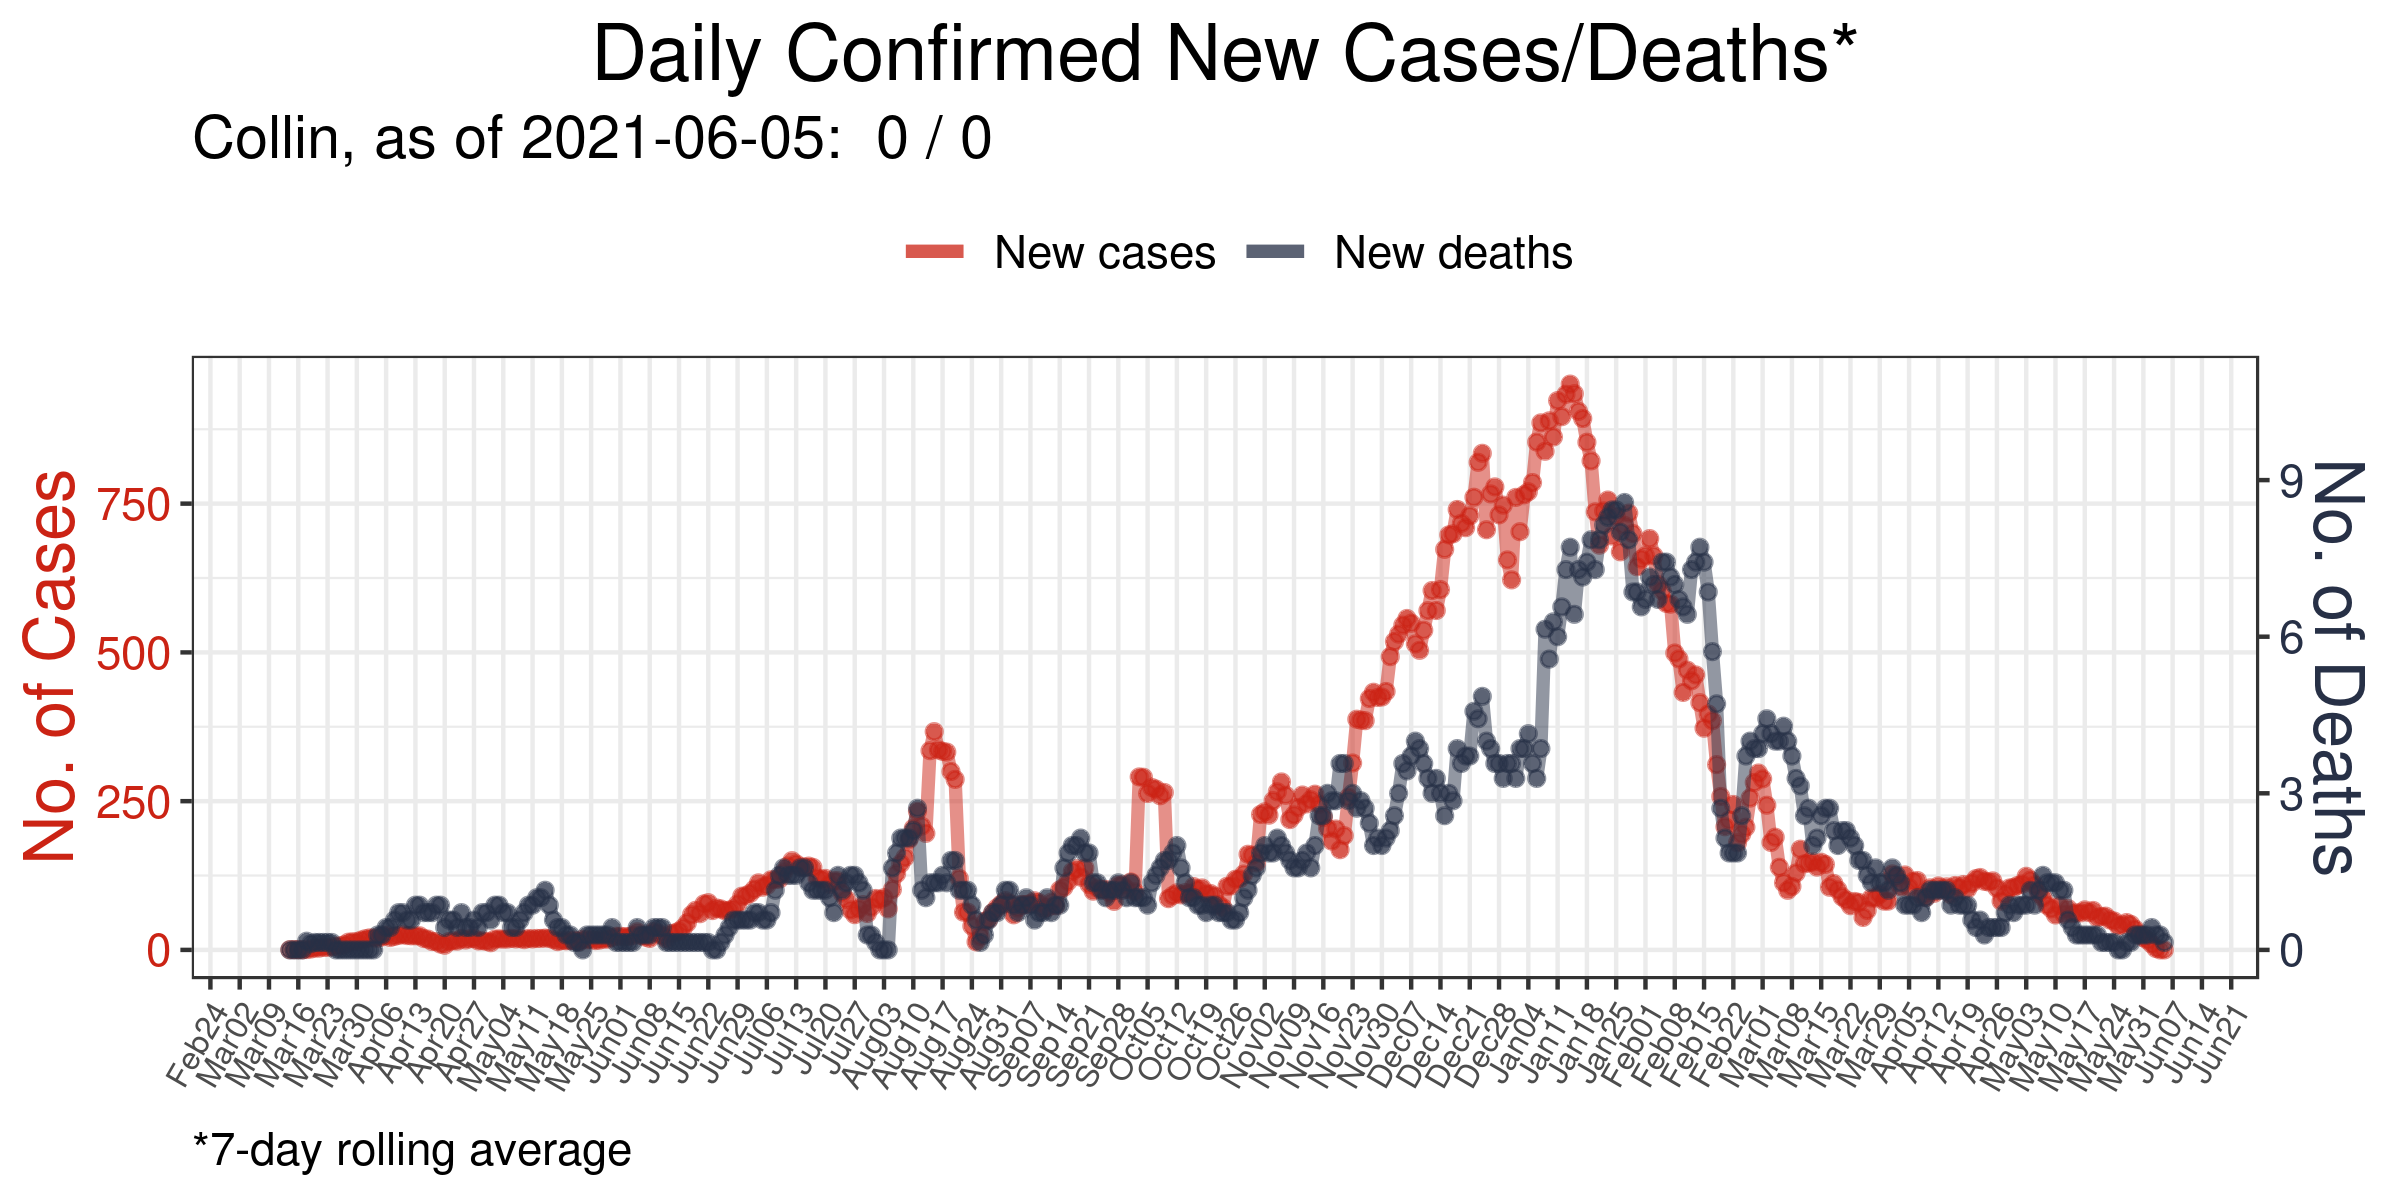 Daily Confirmed New Cases/Deaths*
Collin, as of 2021-06-05:  0 / 0
New cases
New deaths
No. of Cases
750
500
250
0
9
6
3
0
No. of Deaths
Feb24
Mar02
Mar09
Mar16
Mar23
Mar30
Apr06
Apr13
Apr20
Apr27
May04
May11
May18
May25
Jun01
Jun08
Jun15
Jun22
Jun29
Jul06
Jul13
Jul20
Jul27
Aug03
Aug10
Aug17
Aug24
Aug31
Sep07
Sep14
Sep21
Sep28
Oct05
Oct12
Oct19
Oct26
Nov02
Nov09
Nov16
Nov23
Nov30
Dec07
Dec14
Dec21
Dec28
Jan04
Jan11
Jan18
Jan25
Feb01
Feb08
Feb15
Feb22
Mar01
Mar08
Mar15
Mar22
Mar29
Apr05
Apr12
Apr19
Apr26
May03
May10
May17
May24
May31
Jun07
Jun14
Jun21
*7-day rolling average